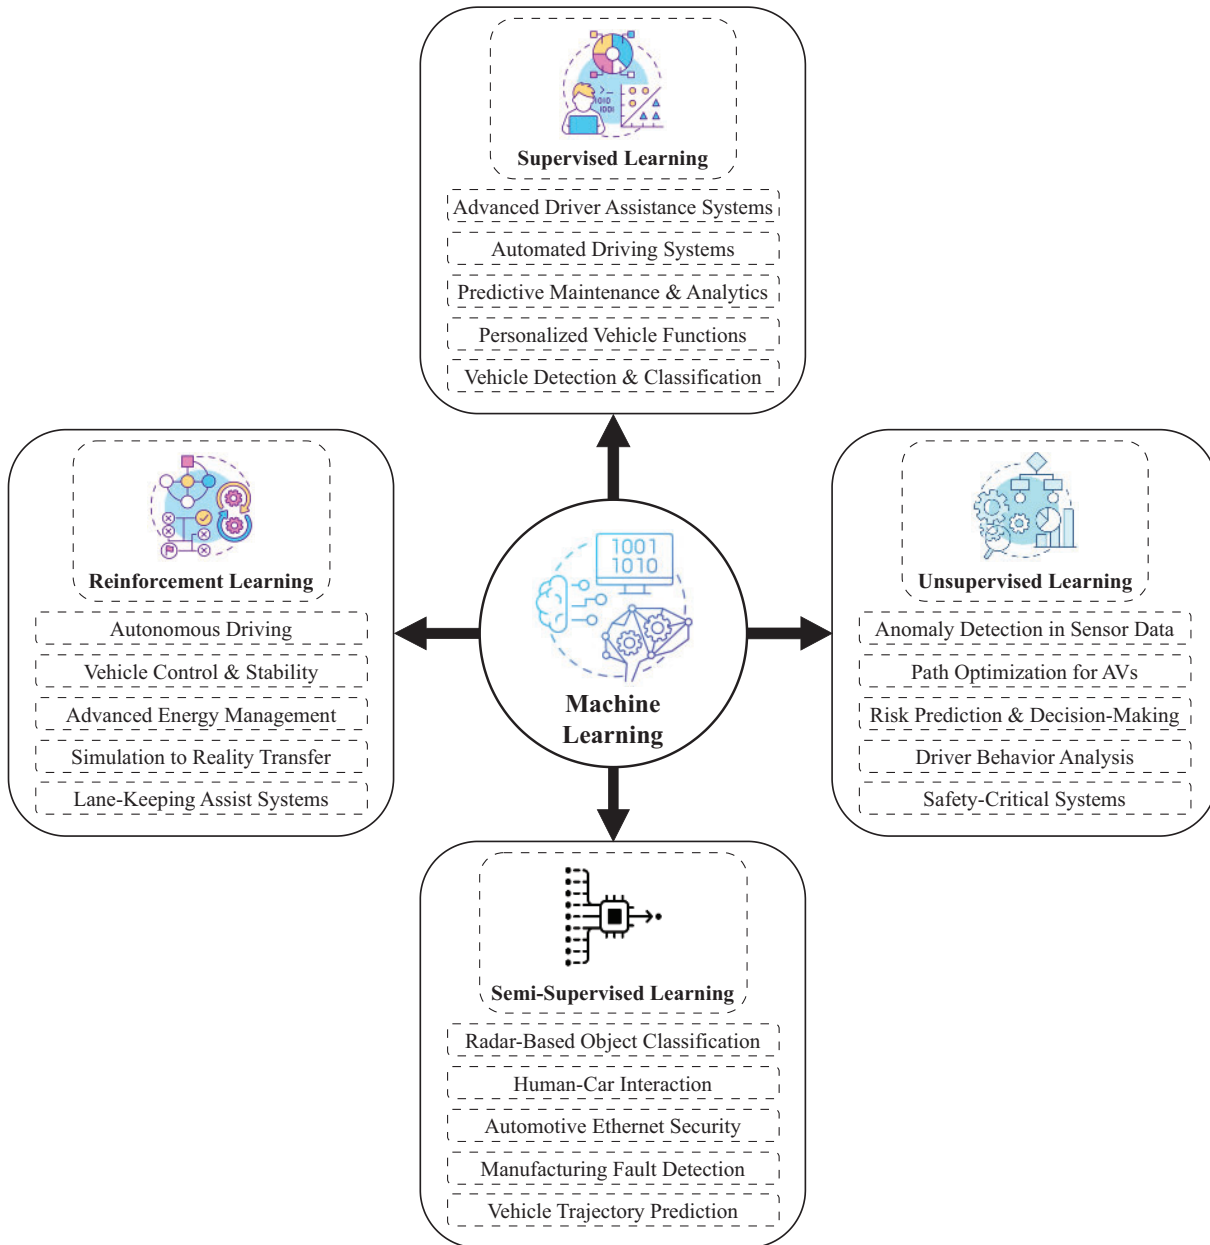 >_
1010
1001
Supervised Learning
Advanced Driver Assistance Systems
Automated Driving Systems
Predictive Maintenance & Analytics
Personalized Vehicle Functions
Vehicle Detection & Classification
Reinforcement Learning
Autonomous Driving
Vehicle Control & Stability
Advanced Energy Management
Simulation to Reality Transfer
Lane-Keeping Assist Systems
1001
1010
Machine
Learning
Unsupervised Learning
Anomaly Detection in Sensor Data
Path Optimization for AVs
Risk Prediction & Decision-Making
Driver Behavior Analysis
Safety-Critical Systems
Semi-Supervised Learning
Radar-Based Object Classification
Human-Car Interaction
Automotive Ethernet Security
Manufacturing Fault Detection
Vehicle Trajectory Prediction